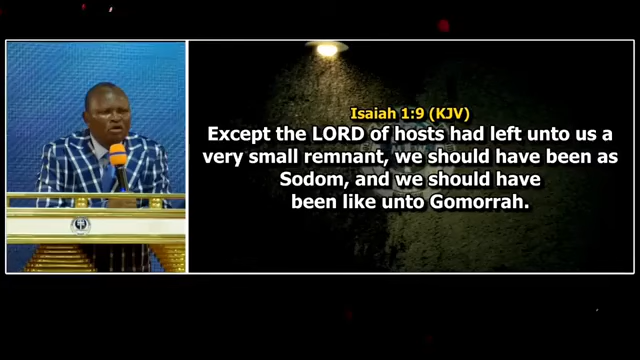 Isaiah 1:9 (KJV)
Except the LORD of hosts had left unto us a
very small remnant, we should have been as
Sodom, and we should have
been like unto Gomorrah.